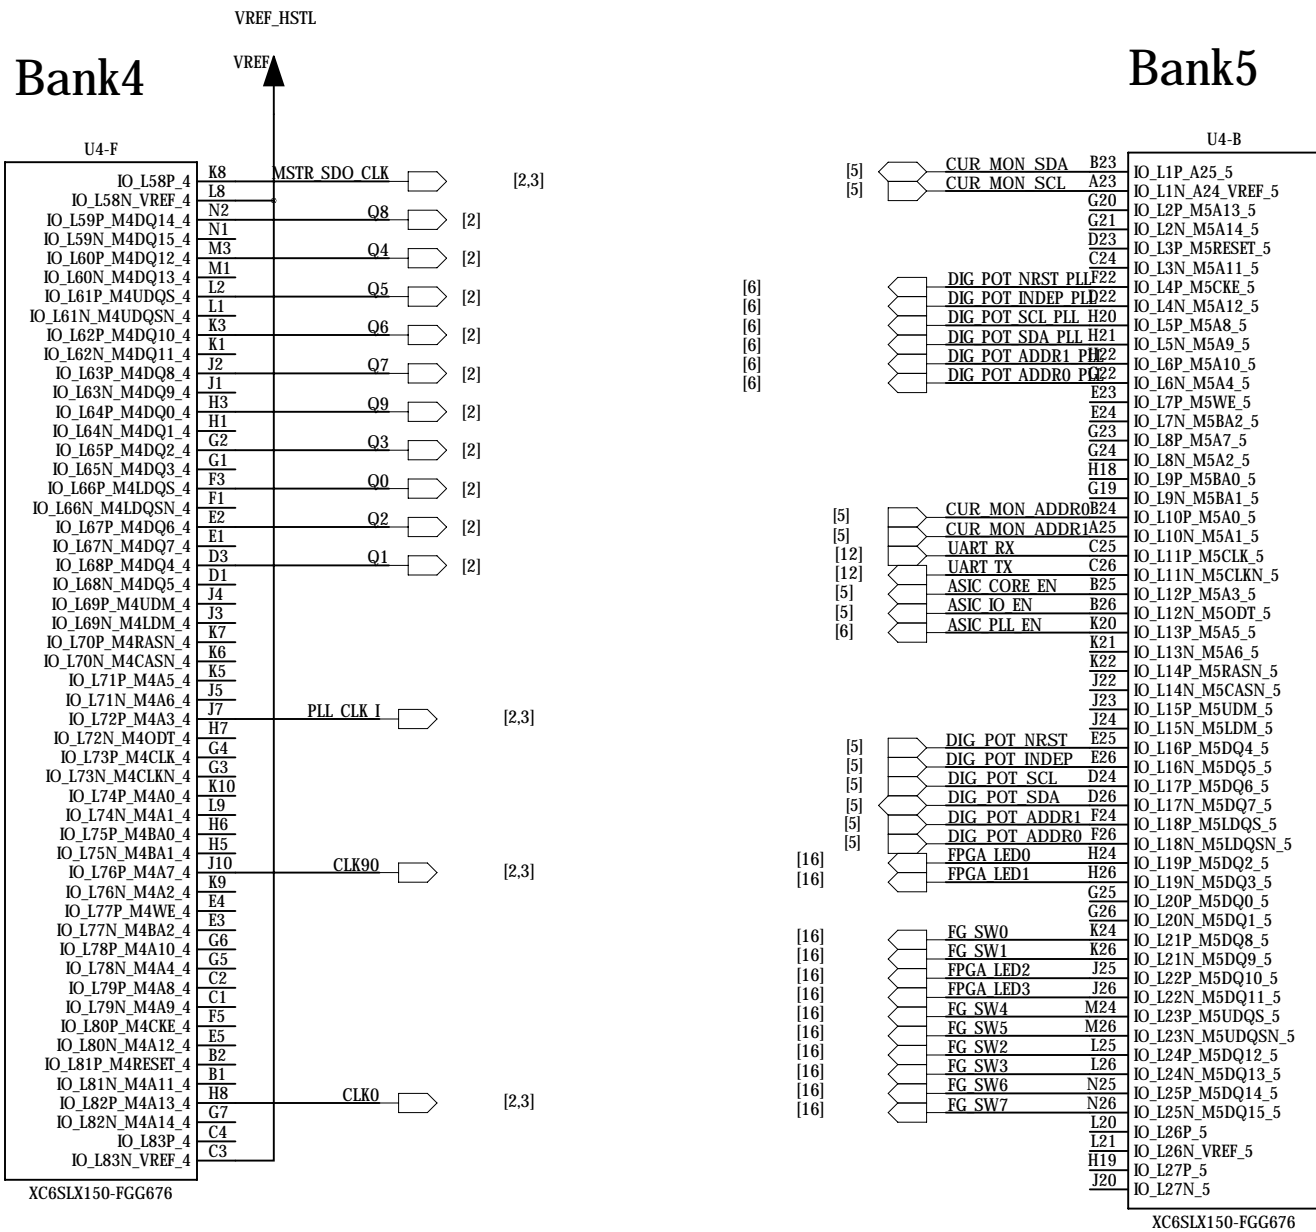 VREF_HSTL
VREF
Bank4
U4-F
IO_L58P_4 K8 MSTR_SDO_CLK [2,3]
IO_L58N_VREF_4 L8
IO_L59P_M4DQ14_4 N2 Q8 [2]
IO_L59N_M4DQ15_4 N1
IO_L60P_M4DQ12_4 M3 Q4 [2]
IO_L60N_M4DQ13_4 M1
IO_L61P_M4UDQS_4 L2 Q5 [2]
IO_L61N_M4UDQSN_4 L1
IO_L62P_M4DQ10_4 K3 Q6 [2]
IO_L62N_M4DQ11_4 K1
IO_L63P_M4DQ8_4 J2 Q7 [2]
IO_L63N_M4DQ9_4 J1
IO_L64P_M4DQ0_4 H3 Q9 [2]
IO_L64N_M4DQ1_4 H1
IO_L65P_M4DQ2_4 G2 Q3 [2]
IO_L65N_M4DQ3_4 G1
IO_L66P_M4LDQS_4 F3 Q0 [2]
IO_L66N_M4LDQSN_4 F1
IO_L67P_M4DQ6_4 E2 Q2 [2]
IO_L67N_M4DQ7_4 E1
IO_L68P_M4DQ4_4 D3 Q1 [2]
IO_L68N_M4DQ5_4 D1
IO_L69P_M4UDM_4 J4
IO_L69N_M4LDM_4 J3
IO_L70P_M4RASN_4 K7
IO_L70N_M4CASN_4 K6
IO_L71P_M4A5_4 K5
IO_L71N_M4A6_4 J5
IO_L72P_M4A3_4 J7 PLL_CLK_I [2,3]
IO_L72N_M4ODT_4 H7
IO_L73P_M4CLK_4 G4
IO_L73N_M4CLKN_4 G3
IO_L74P_M4A0_4 K10
IO_L74N_M4A1_4 L9
IO_L75P_M4BA0_4 H6
IO_L75N_M4BA1_4 H5
IO_L76P_M4A7_4 J10 CLK90 [2,3]
IO_L76N_M4A2_4 K9
IO_L77P_M4WE_4 E4
IO_L77N_M4BA2_4 E3
IO_L78P_M4A10_4 G6
IO_L78N_M4A4_4 G5
IO_L79P_M4A8_4 C2
IO_L79N_M4A9_4 C1
IO_L80P_M4CKE_4 F5
IO_L80N_M4A12_4 E5
IO_L81P_M4RESET_4 B2
IO_L81N_M4A11_4 B1
IO_L82P_M4A13_4 H8 CLK0 [2,3]
IO_L82N_M4A14_4 G7
IO_L83P_4 C4
IO_L83N_VREF_4 C3
XC6SLX150-FGG676
Bank5
U4-B
[5] CUR_MON_SDA B23 IO_L1P_A25_5
[5] CUR_MON_SCL A23 IO_L1N_A24_VREF_5
G20 IO_L2P_M5A13_5
G21 IO_L2N_M5A14_5
D23 IO_L3P_M5RESET_5
C24 IO_L3N_M5A11_5
[6] DIG_POT_NRST_PLL F22 IO_L4P_M5CKE_5
[6] DIG_POT_INDEP_PLL D22 IO_L4N_M5A12_5
[6] DIG_POT_SCL_PLL H20 IO_L5P_M5A8_5
[6] DIG_POT_SDA_PLL H21 IO_L5N_M5A9_5
[6] DIG_POT_ADDR1_PLL H22 IO_L6P_M5A10_5
[6] DIG_POT_ADDR0_PLL G22 IO_L6N_M5A4_5
E23 IO_L7P_M5WE_5
E24 IO_L7N_M5BA2_5
G23 IO_L8P_M5A7_5
G24 IO_L8N_M5A2_5
H18 IO_L9P_M5BA0_5
G19 IO_L9N_M5BA1_5
[5] CUR_MON_ADDR0 B24 IO_L10P_M5A0_5
[5] CUR_MON_ADDR1 A25 IO_L10N_M5A1_5
[12] UART_RX C25 IO_L11P_M5CLK_5
[12] UART_TX C26 IO_L11N_M5CLKN_5
[5] ASIC_CORE_EN B25 IO_L12P_M5A3_5
[5] ASIC_IO_EN B26 IO_L12N_M5ODT_5
[6] ASIC_PLL_EN K20 IO_L13P_M5A5_5
K21 IO_L13N_M5A6_5
K22 IO_L14P_M5RASN_5
J22 IO_L14N_M5CASN_5
J23 IO_L15P_M5UDM_5
J24 IO_L15N_M5LDM_5
[5] DIG_POT_NRST E25 IO_L16P_M5DQ4_5
[5] DIG_POT_INDEP E26 IO_L16N_M5DQ5_5
[5] DIG_POT_SCL D24 IO_L17P_M5DQ6_5
[5] DIG_POT_SDA D26 IO_L17N_M5DQ7_5
[5] DIG_POT_ADDR1 F24 IO_L18P_M5LDQS_5
[5] DIG_POT_ADDR0 F26 IO_L18N_M5LDQSN_5
[16] FPGA_LED0 H24 IO_L19P_M5DQ2_5
[16] FPGA_LED1 H26 IO_L19N_M5DQ3_5
G25 IO_L20P_M5DQ0_5
G26 IO_L20N_M5DQ1_5
[16] FG_SW0 K24 IO_L21P_M5DQ8_5
[16] FG_SW1 K26 IO_L21N_M5DQ9_5
[16] FPGA_LED2 J25 IO_L22P_M5DQ10_5
[16] FPGA_LED3 J26 IO_L22N_M5DQ11_5
[16] FG_SW4 M24 IO_L23P_M5UDQS_5
[16] FG_SW5 M26 IO_L23N_M5UDQSN_5
[16] FG_SW2 L25 IO_L24P_M5DQ12_5
[16] FG_SW3 L26 IO_L24N_M5DQ13_5
[16] FG_SW6 N25 IO_L25P_M5DQ14_5
[16] FG_SW7 N26 IO_L25N_M5DQ15_5
L20 IO_L26P_5
L21 IO_L26N_VREF_5
H19 IO_L27P_5
J20 IO_L27N_5
XC6SLX150-FGG676